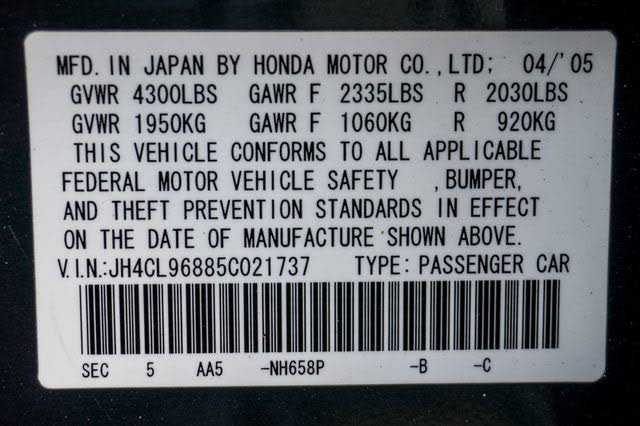 MFD. IN JAPAN BY HONDA MOTOR CO.,LTD; 04/'05
GVWR 4300LBS GAWR F 2335LBS R 2030LBS
GVWR 1950KG GAWR F 1060KG R 920KG
THIS VEHICLE CONFORMS TO ALL APPLICABLE
FEDERAL MOTOR VEHICLE SAFETY ,BUMPER,
AND THEFT PREVENTION STANDARDS IN EFFECT
ON THE DATE OF MANUFACTURE SHOWN ABOVE.
V.I.N.:JH4CL96885C021737 TYPE: PASSENGER CAR
SEC 5 AA5 -NH658P -B -C